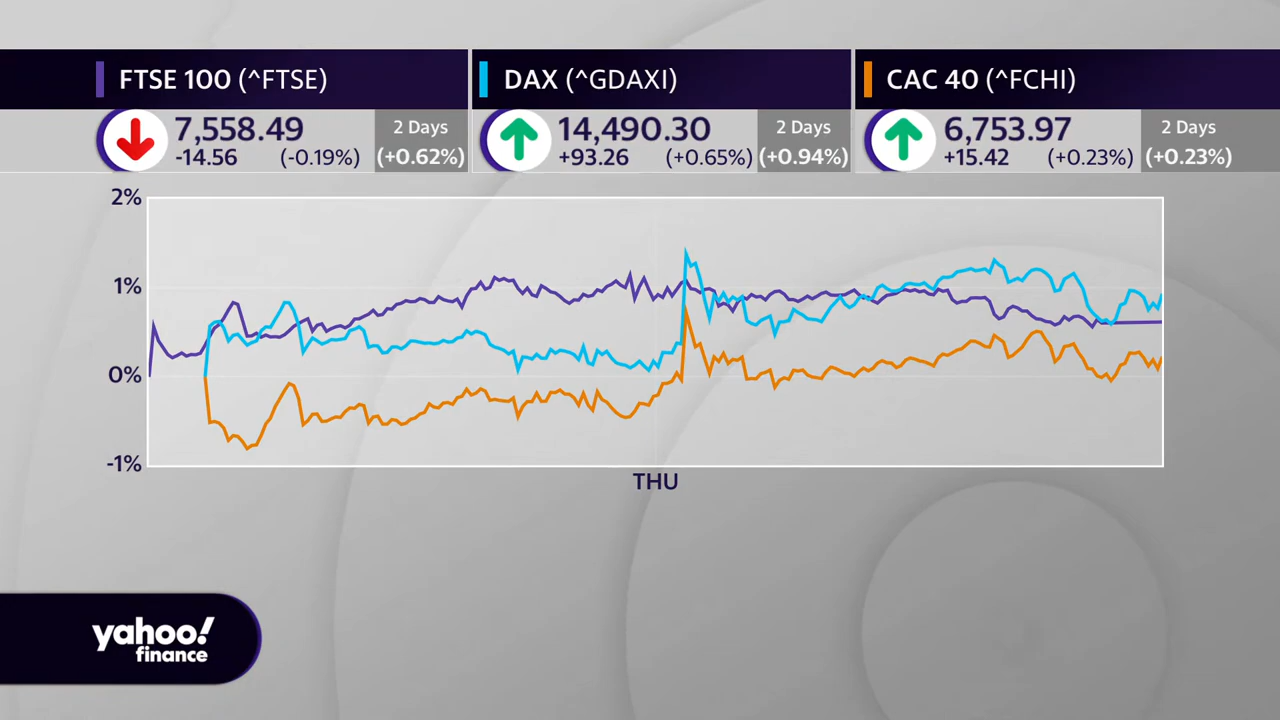 FTSE 100 (^FTSE)
7,558.49
-14.56 (-0.19%)
2 Days
(+0.62%)
DAX (^GDAXI)
14,490.30
+93.26 (+0.65%)
2 Days
(+0.94%)
CAC 40 (^FCHI)
6,753.97
+15.42 (+0.23%)
2 Days
(+0.23%)
2%
1%
0%
-1%
THU
yahoo!
finance